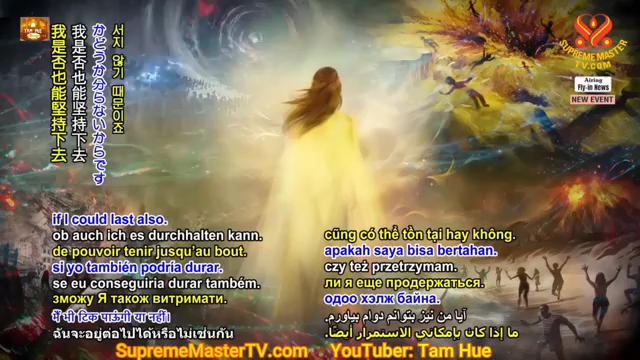 TAM HUE
SUPREME MASTER
TV.COM
Airing
Fly-in News
NEW EVENT
서지 않기 때문이죠
かどうか分らないからです
我是否也能堅持下去
我是否也能坚持下去
if I could last also.
ob auch ich es durchhalten kann.
de pouvoir tenir jusqu'au bout.
si yo también podría durar.
se eu conseguiria durar também.
зможу Я також витримати.
मैं भी टिक पाऊंगी या नहीं।
ฉันจะอยู่ต่อไปได้หรือไม่เช่นกัน
cũng có thể tồn tại hay không.
apakah saya bisa bertahan.
czy też przetrzymam.
ли я еще продержаться.
одоо хэлж байна.
آیا من نیز بتوانم دوام بیاورم.
ما إذا كان بإمكاني الاستمرار أيضًا.
SupremeMasterTV.com YouTuber: Tam Hue